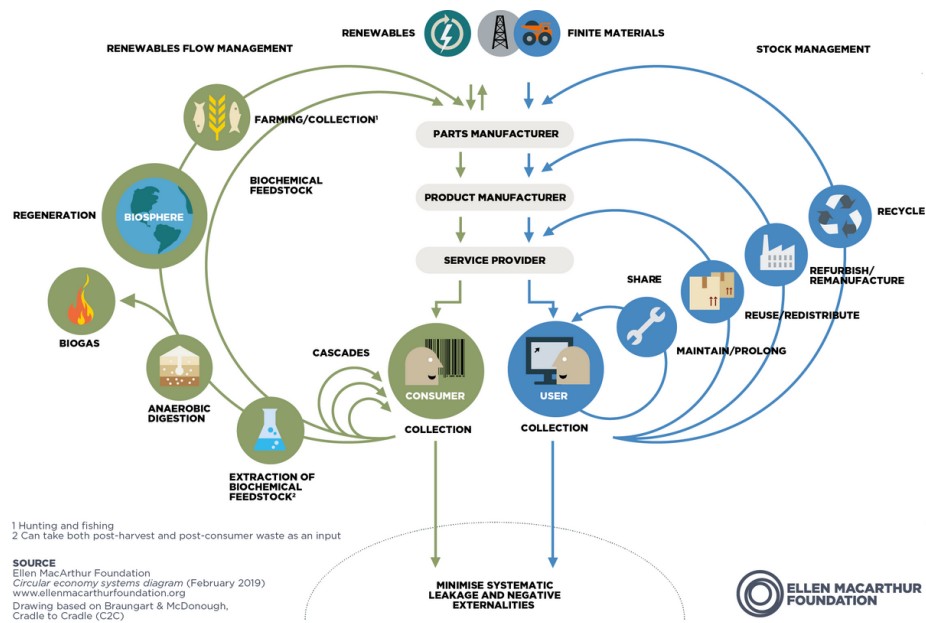 RENEWABLES
FINITE MATERIALS
RENEWABLES FLOW MANAGEMENT
STOCK MANAGEMENT
FARMING/COLLECTION¹
PARTS MANUFACTURER
BIOCHEMICAL
FEEDSTOCK
PRODUCT MANUFACTURER
REGENERATION
BIOSPHERE
RECYCLE
SERVICE PROVIDER
SHARE
REFURBISH/
REMANUFACTURE
REUSE/REDISTRIBUTE
BIOGAS
CASCADES
MAINTAIN/PROLONG
CONSUMER
USER
ANAEROBIC
DIGESTION
COLLECTION
COLLECTION
EXTRACTION OF
BIOCHEMICAL
FEEDSTOCK²
1 Hunting and fishing
2 Can take both post-harvest and post-consumer waste as an input
SOURCE
Ellen MacArthur Foundation
Circular economy systems diagram (February 2019)
www.ellenmacarthurfoundation.org
Drawing based on Braungart & McDonough,
Cradle to Cradle (C2C)
MINIMISE SYSTEMATIC
LEAKAGE AND NEGATIVE
EXTERNALITIES
ELLEN MACARTHUR
FOUNDATION